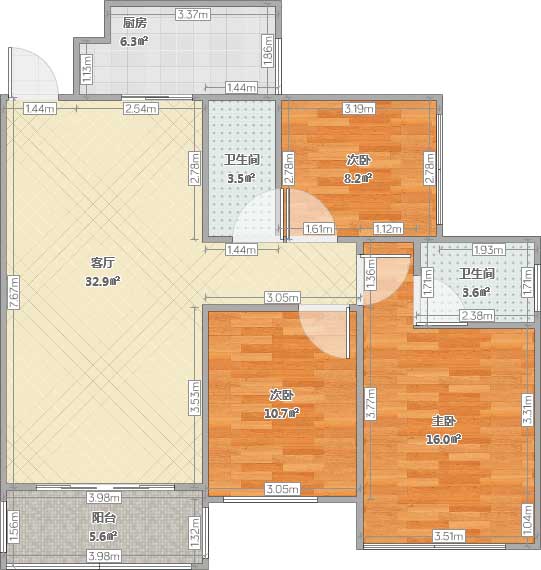 3.37m
厨房
6.3㎡
1.86m
1.13m
1.44m
1.44m
2.54m
3.19m
2.78m
卫生间
3.5㎡
2.78m
次卧
8.2㎡
2.78m
1.61m
1.12m
1.44m
1.93m
客厅
32.9㎡
7.67m
1.36m
1.71m
卫生间
3.6㎡
1.71m
3.05m
2.38m
3.53m
次卧
10.7㎡
3.77m
主卧
16.0㎡
3.31m
3.05m
3.98m
阳台
5.6㎡
1.56m
1.32m
1.04m
3.51m
3.98m